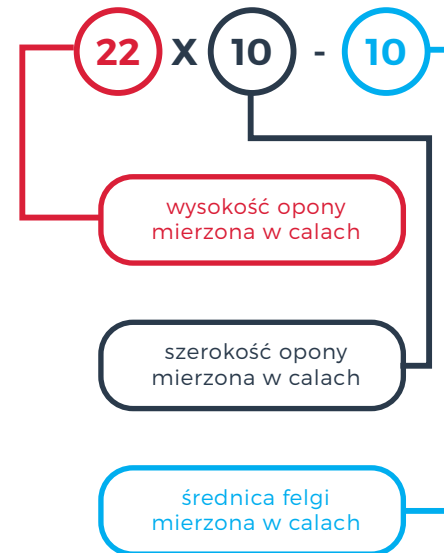 22 X 10 - 10
wysokość opony
mierzona w calach
szerokość opony
mierzona w calach
średnica felgi
mierzona w calach